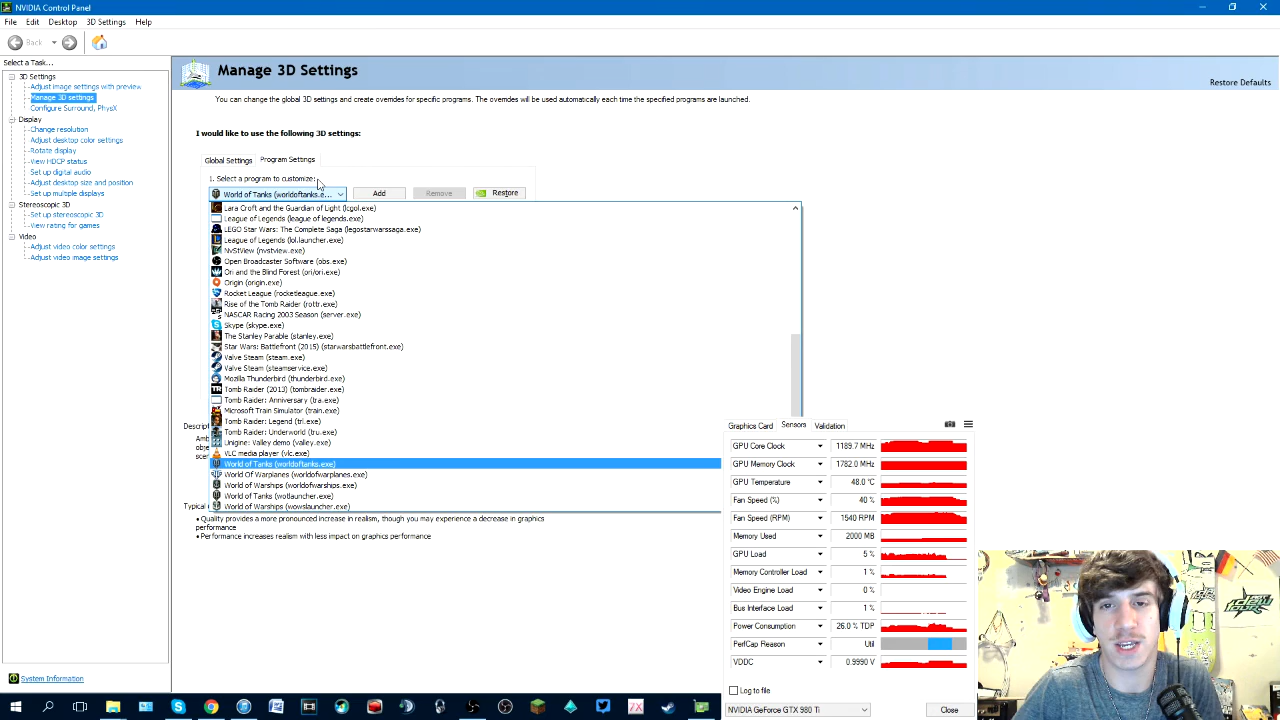 NVIDIA Control Panel
File Edit Desktop 3D Settings Help
Back
Select a Task...
3D Settings
Adjust image settings with preview
Manage 3D settings
Configure Surround, PhysX
Display
Change resolution
Adjust desktop color settings
Rotate display
View HDCP status
Set up digital audio
Adjust desktop size and position
Set up multiple displays
Stereoscopic 3D
Set up stereoscopic 3D
View rating for games
Video
Adjust video color settings
Adjust video image settings
System Information
Manage 3D Settings
Restore Defaults
You can change the global 3D settings and create overrides for specific programs. The overrides will be used automatically each time the specified programs are launched.
I would like to use the following 3D settings:
Global Settings Program Settings
1. Select a program to customize:
World of Tanks (worldoftanks.e... Add Remove Restore
Lara Croft and the Guardian of Light (lcgol.exe)
League of Legends (league of legends.exe)
LEGO Star Wars: The Complete Saga (legostarwarssaga.exe)
League of Legends (lol.launcher.exe)
NvStView (nvstview.exe)
Open Broadcaster Software (obs.exe)
Ori and the Blind Forest (ori/ori.exe)
Origin (origin.exe)
Rocket League (rocketleague.exe)
Rise of the Tomb Raider (rottr.exe)
NASCAR Racing 2003 Season (server.exe)
Skype (skype.exe)
The Stanley Parable (stanley.exe)
Star Wars: Battlefront (2015) (starwarsbattlefront.exe)
Valve Steam (steam.exe)
Valve Steam (steamservice.exe)
Mozilla Thunderbird (thunderbird.exe)
Tomb Raider (2013) (tombraider.exe)
Tomb Raider: Anniversary (tra.exe)
Microsoft Train Simulator (train.exe)
Tomb Raider: Legend (trl.exe)
Tomb Raider: Underworld (tru.exe)
Unigine: Valley demo (valley.exe)
VLC media player (vlc.exe)
World of Tanks (worldoftanks.exe)
World Of Warplanes (worldofwarplanes.exe)
World of Warships (worldofwarships.exe)
World of Tanks (wotlauncher.exe)
World of Warships (wowslauncher.exe)
Descript
Amb
obje
scen
Typical
• Quality provides a more pronounced increase in realism, though you may experience a decrease in graphics
performance
• Performance increases realism with less impact on graphics performance
Graphics Card Sensors Validation
GPU Core Clock 1189.7 MHz
GPU Memory Clock 1782.0 MHz
GPU Temperature 48.0 °C
Fan Speed (%) 40 %
Fan Speed (RPM) 1540 RPM
Memory Used 2000 MB
GPU Load 5 %
Memory Controller Load 1 %
Video Engine Load 0 %
Bus Interface Load 1 %
Power Consumption 26.0 % TDP
PerfCap Reason Util
VDDC 0.9990 V
Log to file
NVIDIA GeForce GTX 980 Ti Close